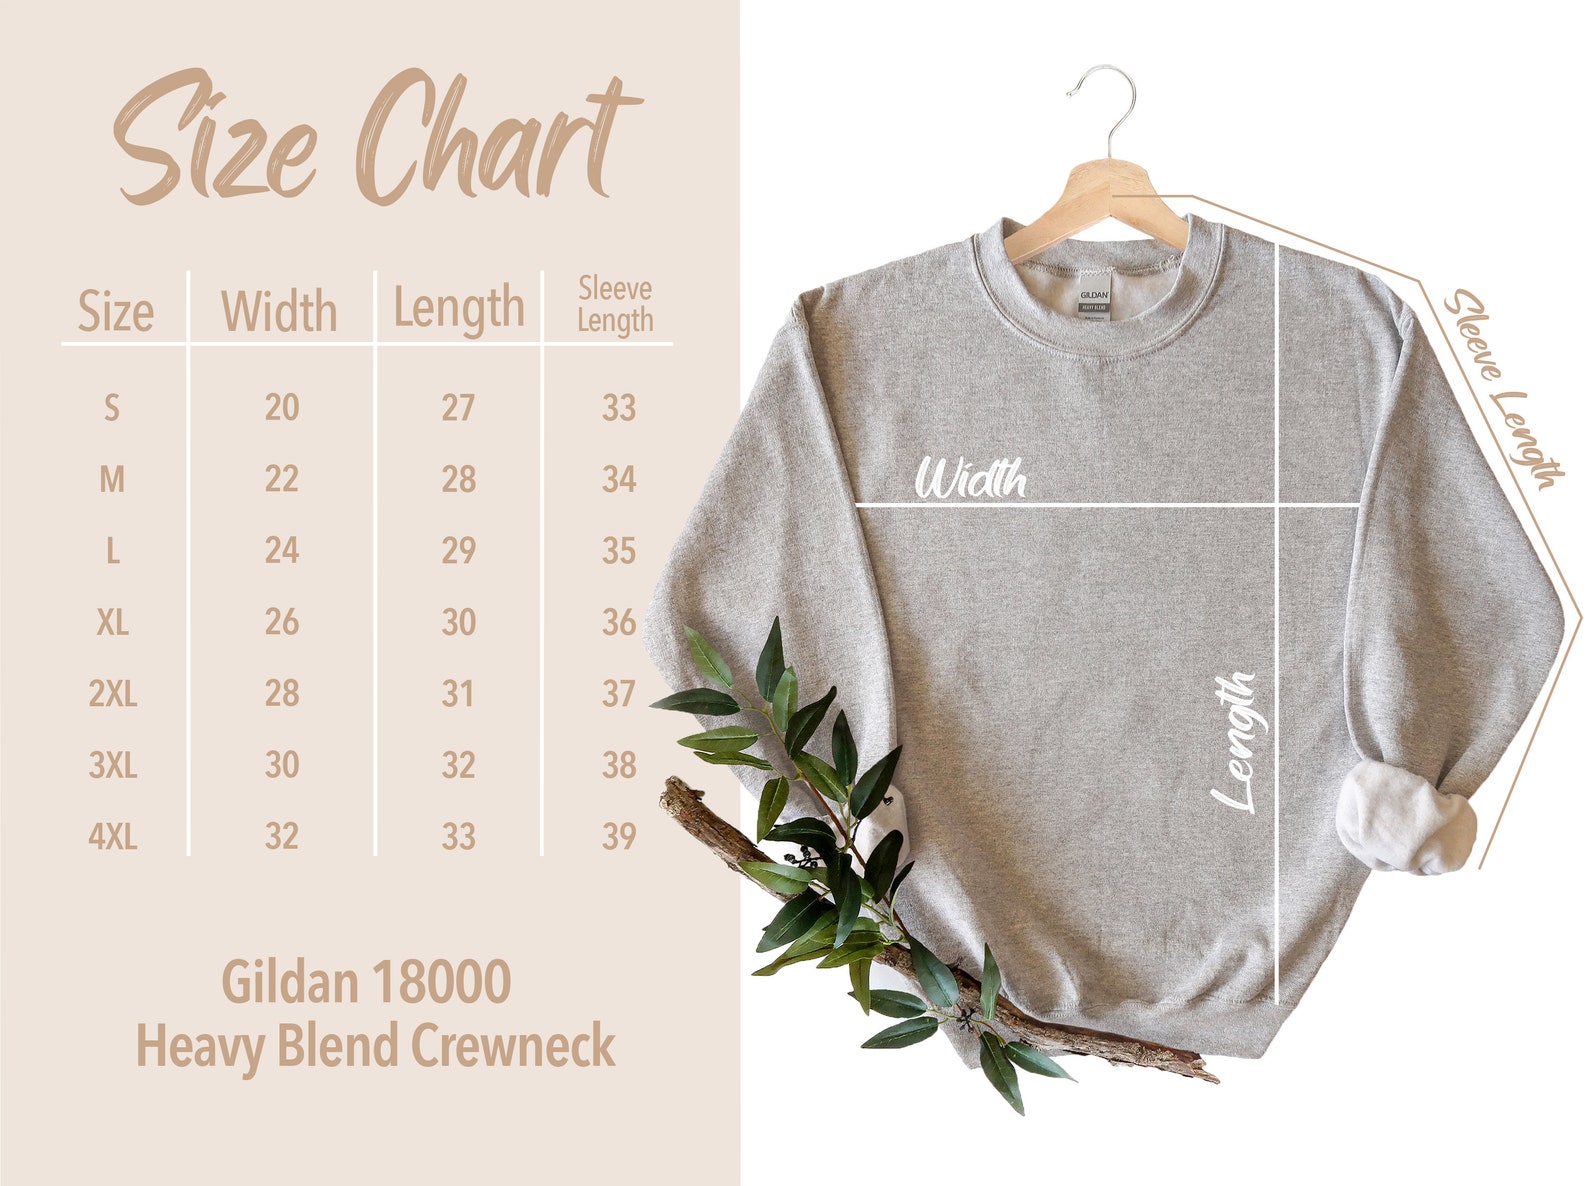 Size Chart
Size Width Length Sleeve Length
S 20 27 33
M 22 28 34
L 24 29 35
XL 26 30 36
2XL 28 31 37
3XL 30 32 38
4XL 32 33 39
Gildan 18000
Heavy Blend Crewneck
GILDAN
HEAVY BLEND
Sleeve Length
Width
Length